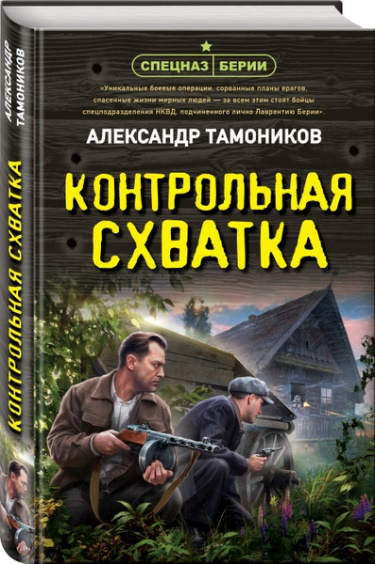 СПЕЦНАЗ БЕРИИ
«Уникальные боевые операции, сорванные планы врагов,
спасенные жизни мирных людей — за всем этим стоят бойцы
спецподразделения НКВД, подчиненного лично Лаврентию Берии».
АЛЕКСАНДР ТАМОНИКОВ
КОНТРОЛЬНАЯ
СХВАТКА
АЛЕКСАНДР
ТАМОНИКОВ
КОНТРОЛЬНАЯ СХВАТКА